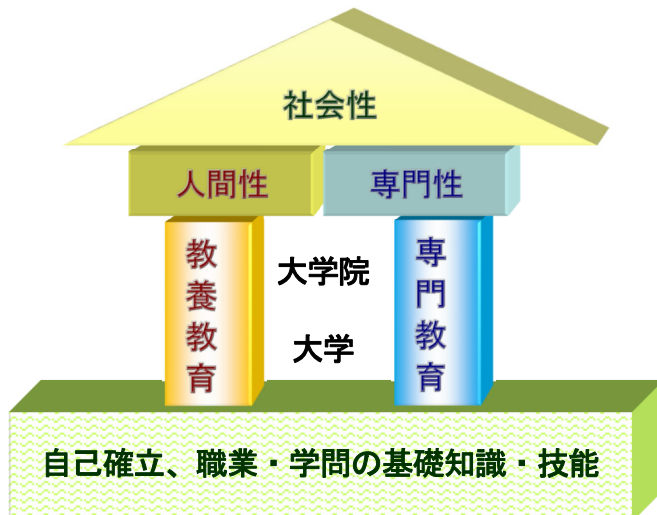 社会性
人間性
専門性
教養教育
大学院
大学
専門教育
自己確立、職業・学問の基礎知識・技能